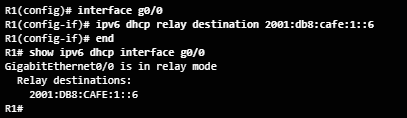 R1(config)# interface g0/0
R1(config-if)# ipv6 dhcp relay destination 2001:db8:cafe:1::6
R1(config-if)# end
R1# show ipv6 dhcp interface g0/0
GigabitEthernet0/0 is in relay mode
  Relay destinations:
    2001:DB8:CAFE:1::6
R1#